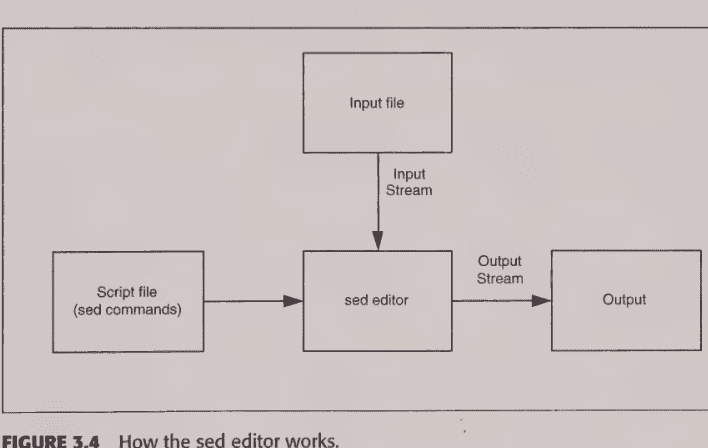 Input file
Input
Stream
Script file
(sed commands)
sed editor
Output
Stream
Output
FIGURE 3.4 How the sed editor works.